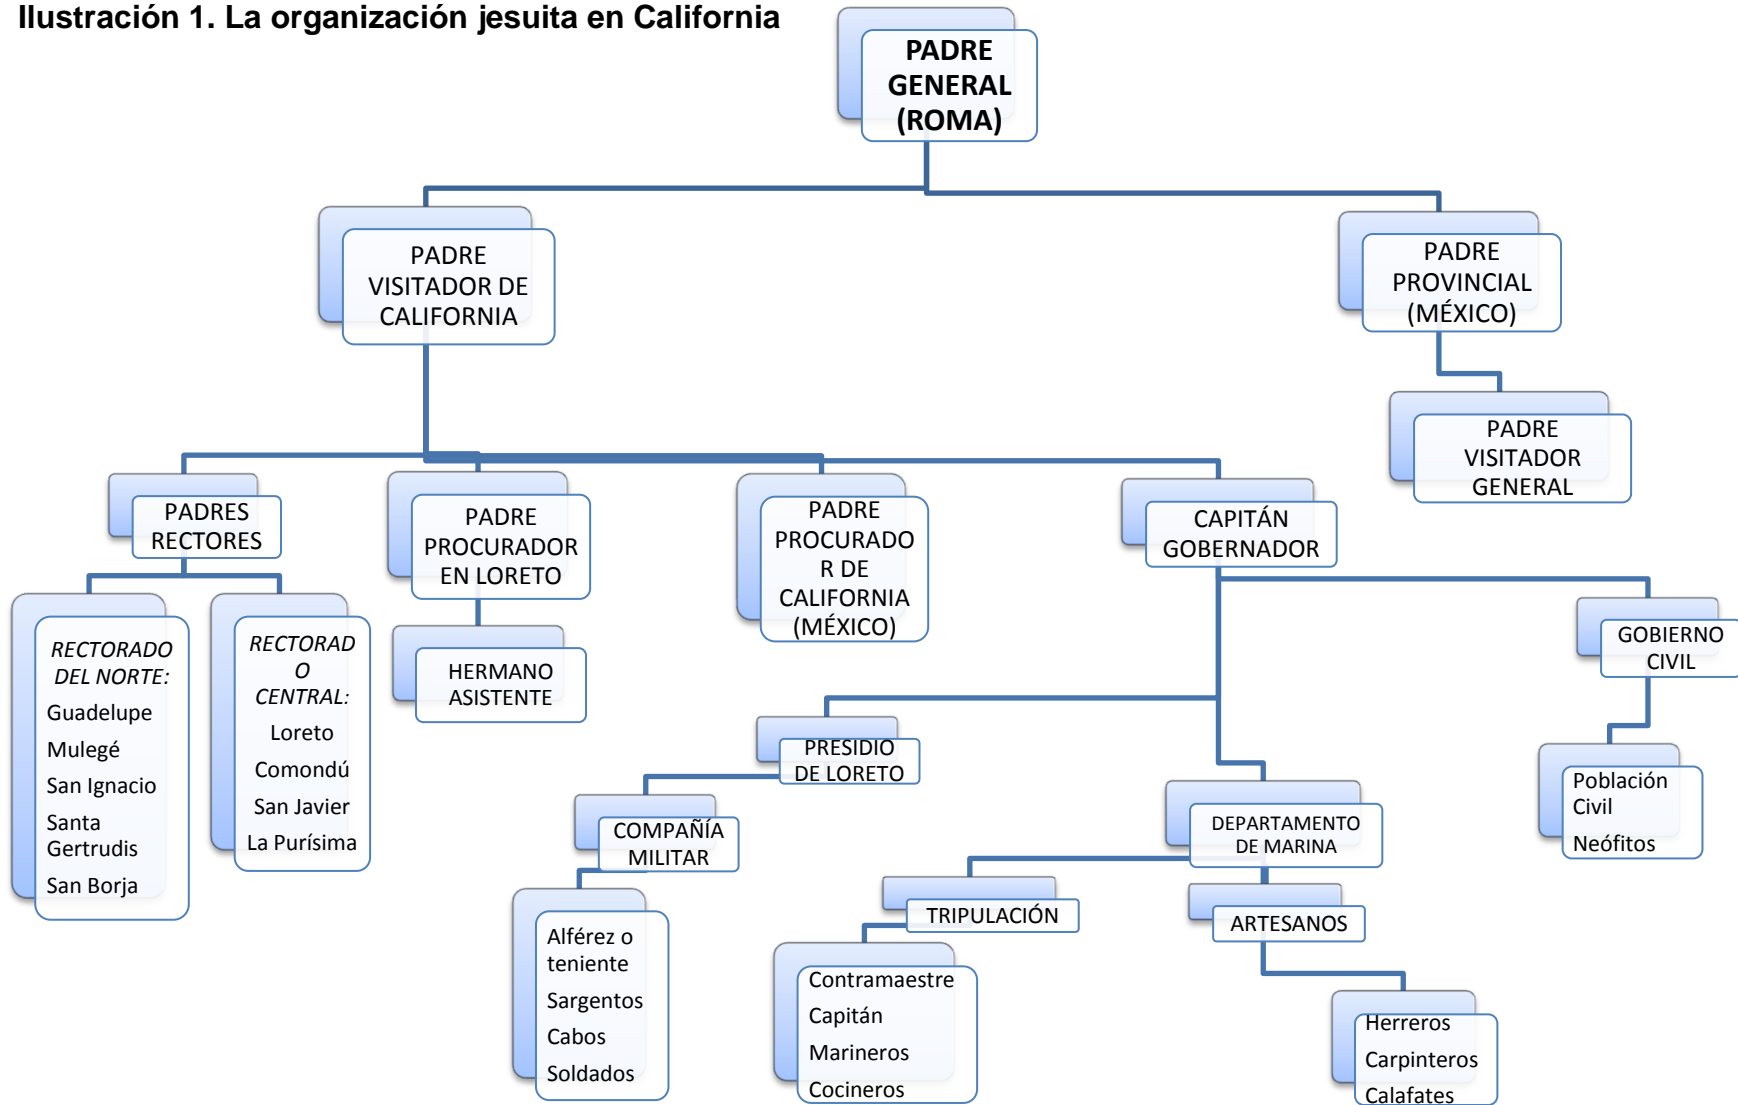 Ilustración 1. La organización jesuita en California
PADRE
GENERAL
(ROMA)
PADRE
VISITADOR DE
CALIFORNIA
PADRE
PROVINCIAL
(MÉXICO)
PADRE
VISITADOR
GENERAL
PADRES
RECTORES
PADRE
PROCURADOR
EN LORETO
PADRE
PROCURADO
R DE
CALIFORNIA
(MÉXICO)
CAPITÁN
GOBERNADOR
RECTORADO
DEL NORTE:
Guadelupe
Mulegé
San Ignacio
Santa
Gertrudis
San Borja
RECTORAD
O
CENTRAL:
Loreto
Comondú
San Javier
La Purísima
HERMANO
ASISTENTE
GOBIERNO
CIVIL
PRESIDIO
DE LORETO
Población
Civil
Neófitos
COMPAÑÍA
MILITAR
DEPARTAMENTO
DE MARINA
Alférez o
teniente
Sargentos
Cabos
Soldados
TRIPULACIÓN
ARTESANOS
Contramaestre
Capitán
Marineros
Cocineros
Herreros
Carpinteros
Calafates